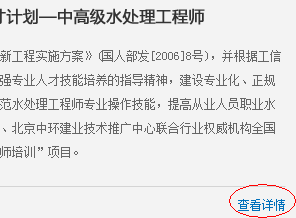 才计划—中高级水处理工程师
新工程实施方案》(国人部发[2006]8号)，并根据工信
强专业人才技能培养的指导精神，建设专业化、正规
范水处理工程师专业操作技能，提高从业人员职业水
、北京中环建业技术推广中心联合行业权威机构全国
师培训”项目。
查看详情